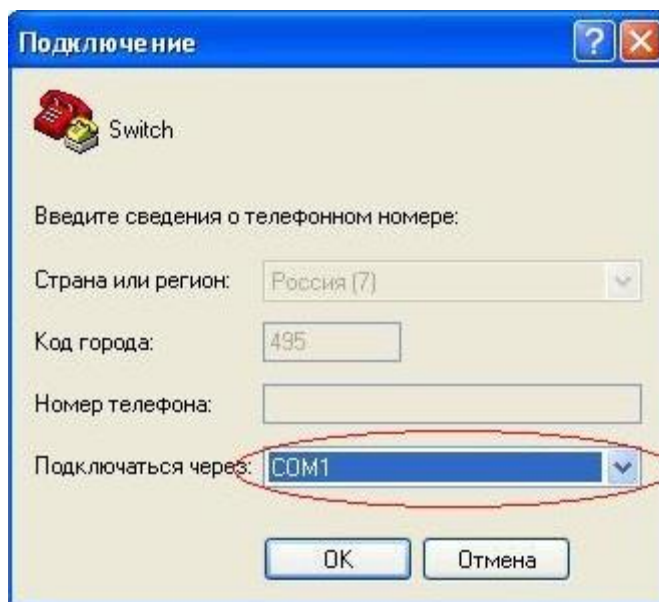 Подключение
Switch
Введите сведения о телефонном номере:
Страна или регион: Россия (7)
Код города: 495
Номер телефона:
Подключаться через: COM1
OK Отмена